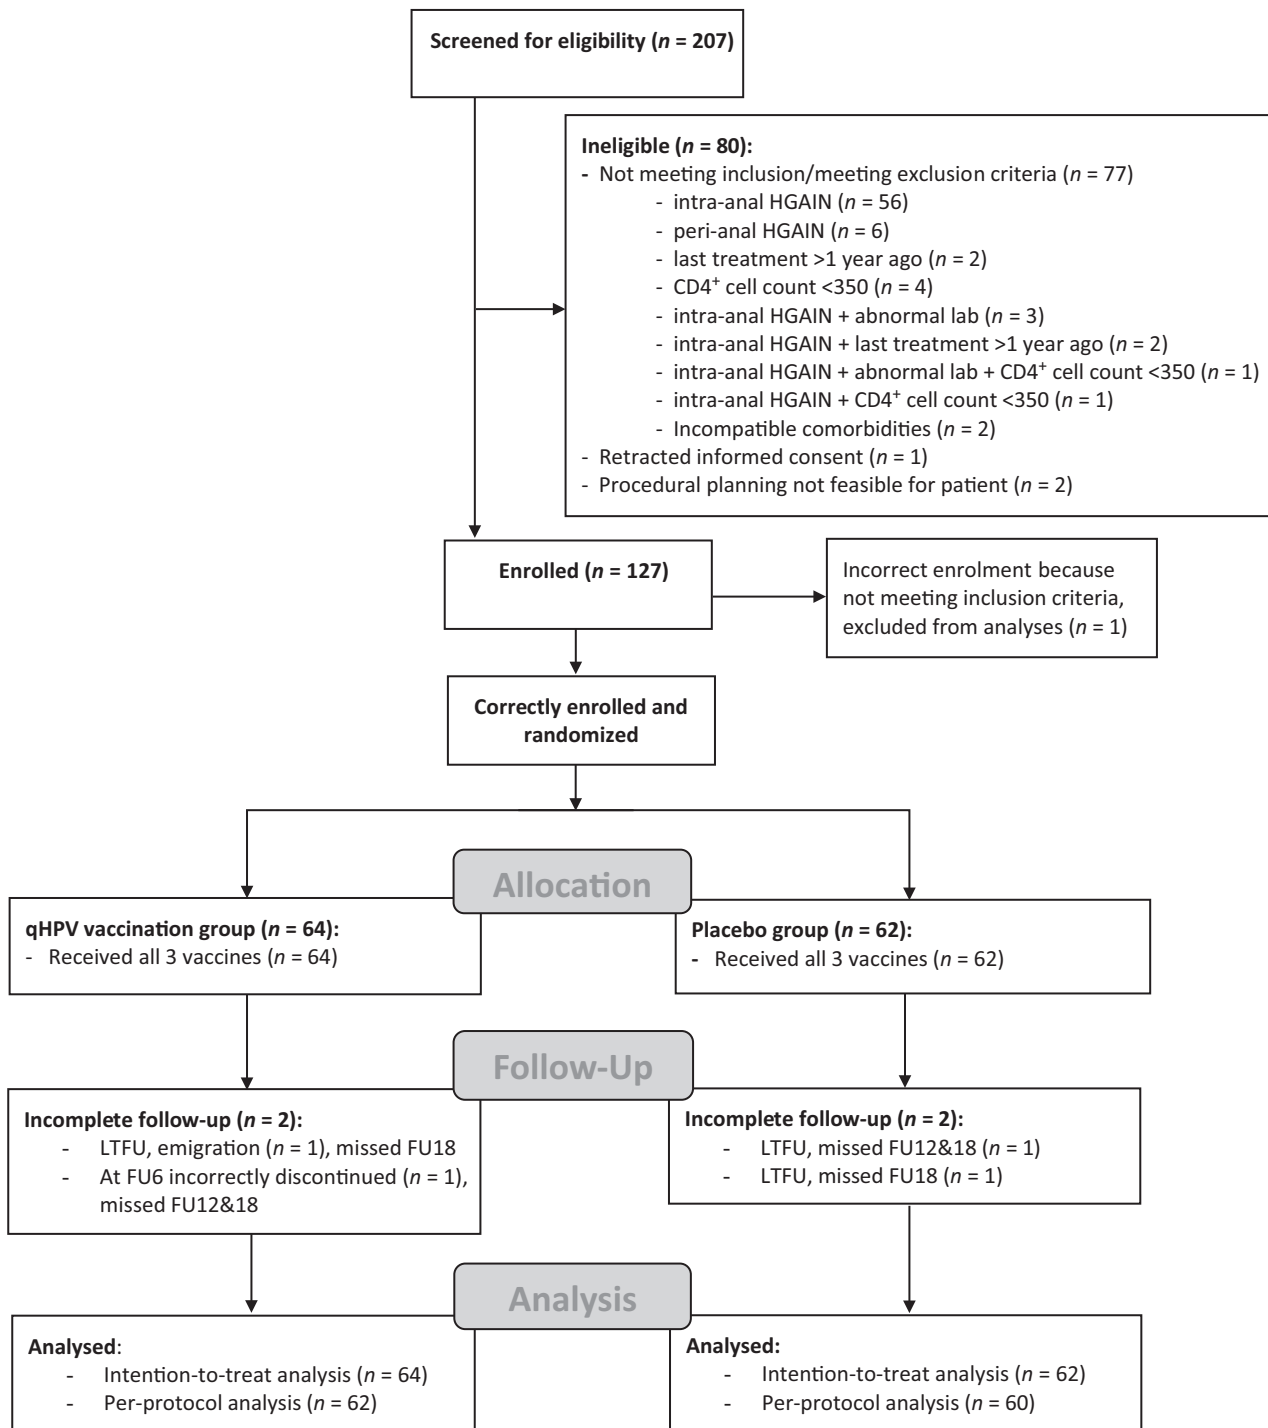 Screened for eligibility (n = 207)
Ineligible (n = 80):
- Not meeting inclusion/meeting exclusion criteria (n = 77)
- intra-anal HGAIN (n = 56)
- peri-anal HGAIN (n = 6)
- last treatment >1 year ago (n = 2)
- CD4⁺ cell count <350 (n = 4)
- intra-anal HGAIN + abnormal lab (n = 3)
- intra-anal HGAIN + last treatment >1 year ago (n = 2)
- intra-anal HGAIN + abnormal lab + CD4⁺ cell count <350 (n = 1)
- intra-anal HGAIN + CD4⁺ cell count <350 (n = 1)
- Incompatible comorbidities (n = 2)
- Retracted informed consent (n = 1)
- Procedural planning not feasible for patient (n = 2)
Enrolled (n = 127)
Incorrect enrolment because
not meeting inclusion criteria,
excluded from analyses (n = 1)
Correctly enrolled and
randomized
Allocation
qHPV vaccination group (n = 64):
- Received all 3 vaccines (n = 64)
Placebo group (n = 62):
- Received all 3 vaccines (n = 62)
Follow-Up
Incomplete follow-up (n = 2):
- LTFU, emigration (n = 1), missed FU18
- At FU6 incorrectly discontinued (n = 1),
missed FU12&18
Incomplete follow-up (n = 2):
- LTFU, missed FU12&18 (n = 1)
- LTFU, missed FU18 (n = 1)
Analysis
Analysed:
- Intention-to-treat analysis (n = 64)
- Per-protocol analysis (n = 62)
Analysed:
- Intention-to-treat analysis (n = 62)
- Per-protocol analysis (n = 60)